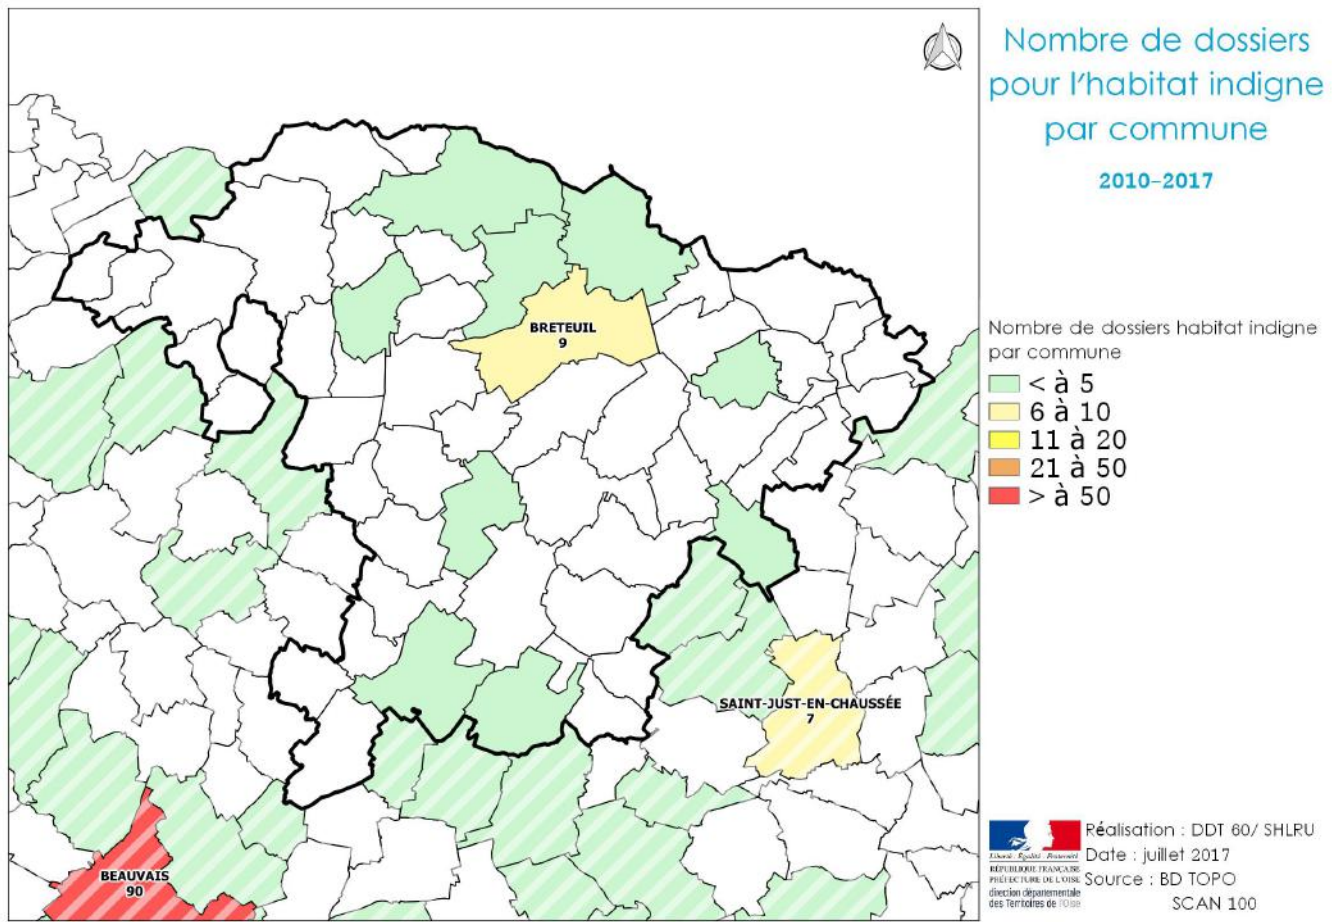 Nombre de dossiers
pour l'habitat indigne
par commune
2010-2017
BRETEUIL
9
SAINT-JUST-EN-CHAUSSÉE
7
BEAUVAIS
90
Nombre de dossiers habitat indigne
par commune
< à 5
6 à 10
11 à 20
21 à 50
> à 50
Liberté · Égalité · Fraternité
RÉPUBLIQUE FRANÇAISE
PRÉFECTURE DE L'OISE
direction départementale
des Territoires de l'Oise
Réalisation : DDT 60/ SHLRU
Date : juillet 2017
Source : BD TOPO
SCAN 100